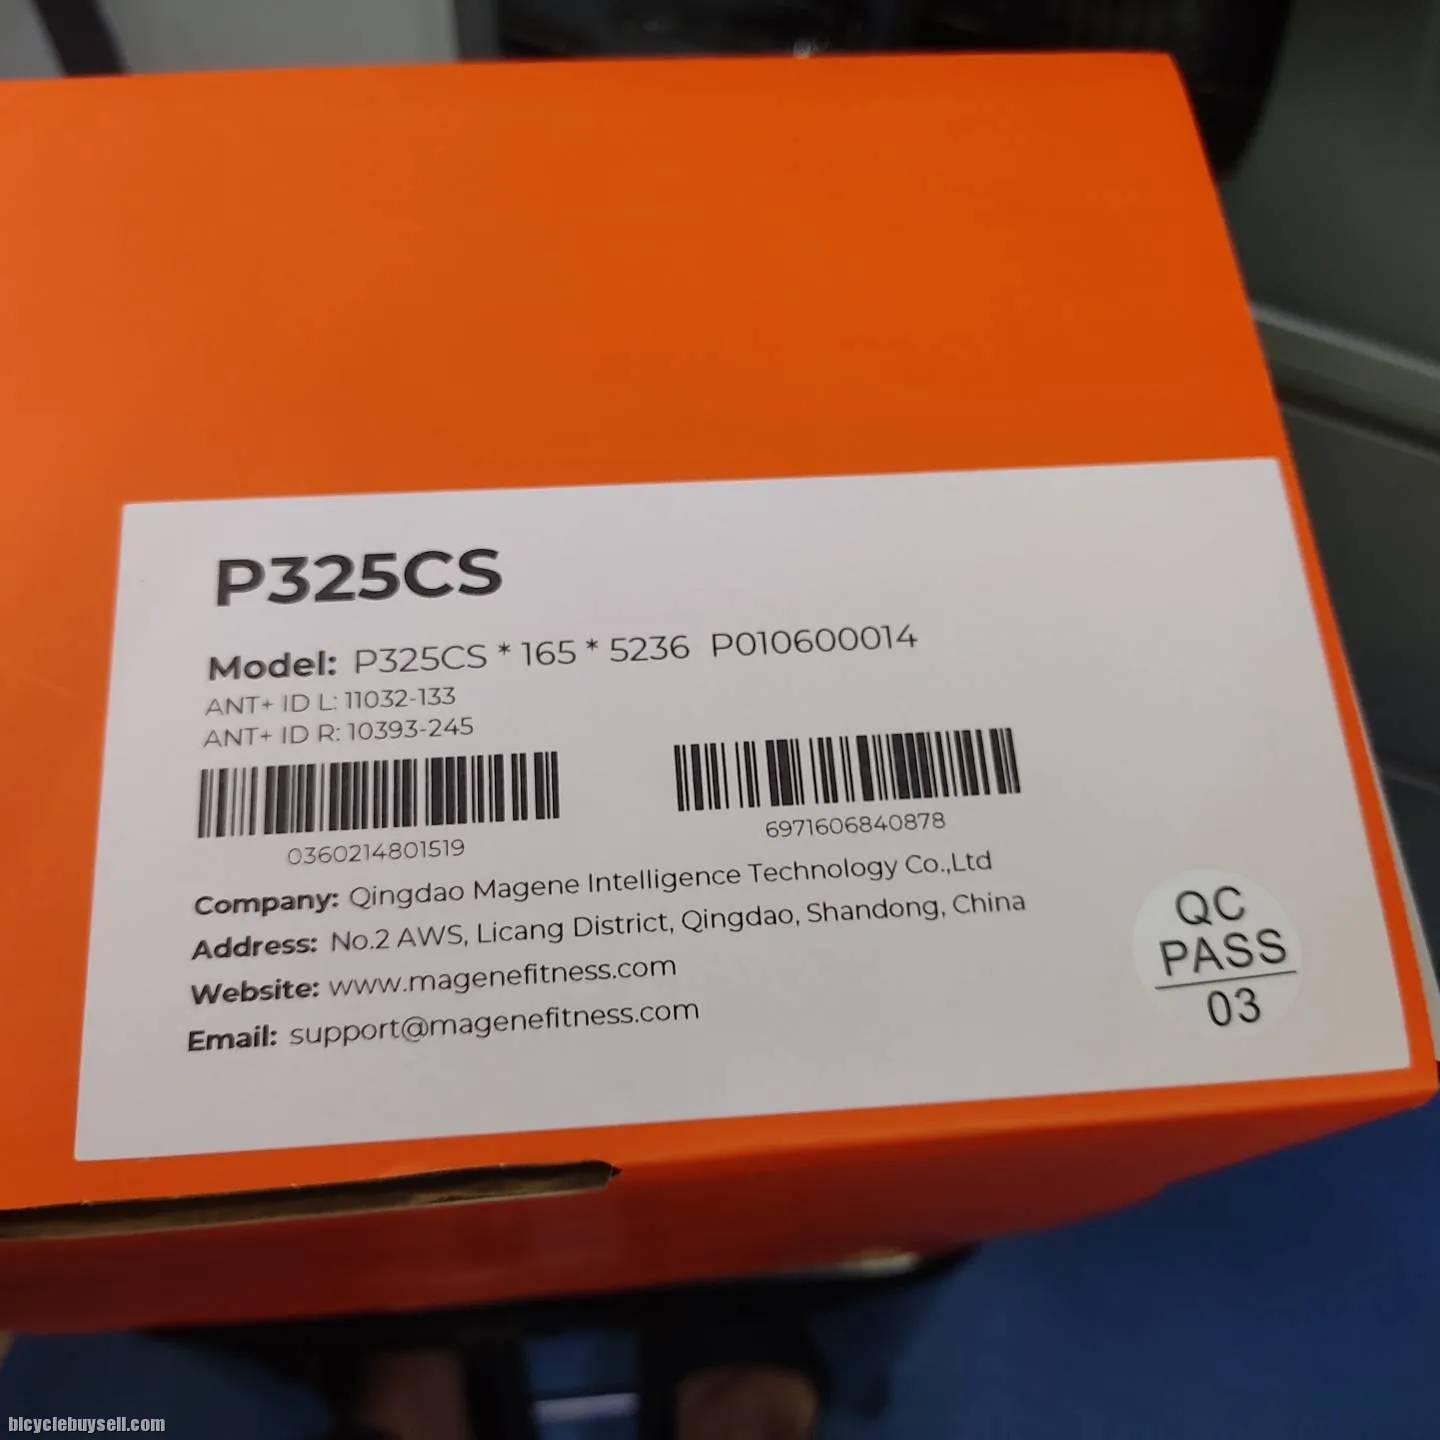 P325CS
Model: P325CS * 165 * 5236 P010600014
ANT+ ID L: 11032-133
ANT+ ID R: 10393-245
0360214801519
6971606840878
Company: Qingdao Magene Intelligence Technology Co.,Ltd
Address: No.2 AWS, Licang District, Qingdao, Shandong, China
Website: www.magenefitness.com
Email: support@magenefitness.com
QC
PASS
03
bicyclebuysell.com